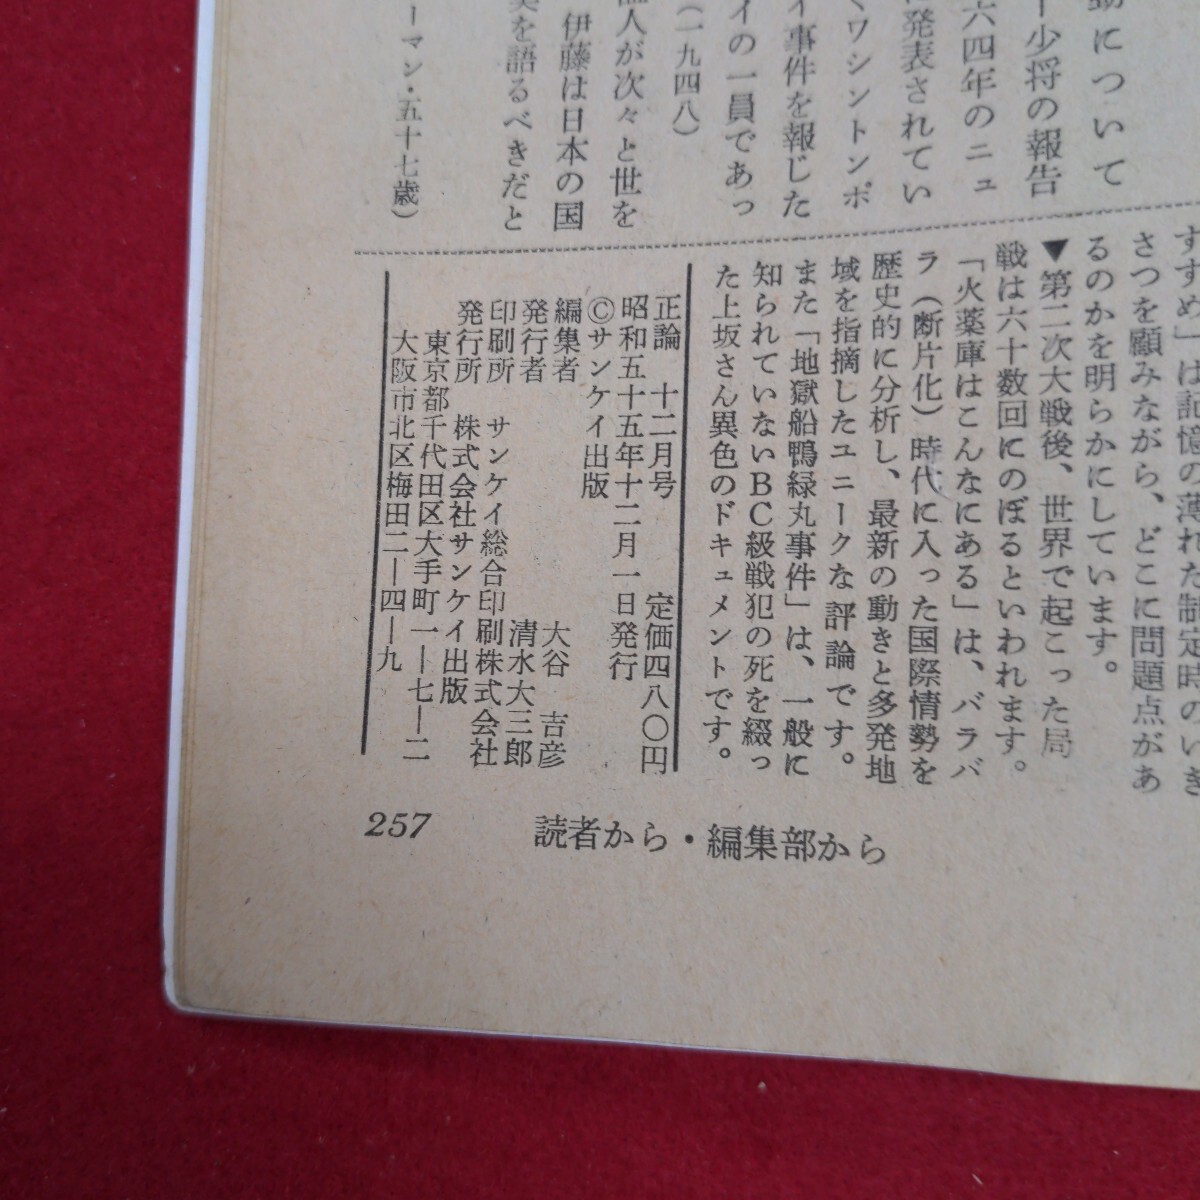 動について
ー少将の報告
六四年のニュ
に発表されてい
ワシントンポ
イ事件を報じた
イの一員であっ
（一九四八）
人が次々と世を
伊藤は日本の国
実を語るべきだと
ーマン・五十七歳）
すすめ」は記憶の薄れた制定時のいき
さつを顧みながら、どこに問題点があ
るのかを明らかにしています。
▼第二次大戦後、世界で起こった局
戦は六十数回にのぼるといわれます。
「火薬庫はこんなにある」は、バラバ
ラ（断片化）時代に入った国際情勢を
歴史的に分析し、最新の動きと多発地
域を指摘したユニークな評論です。
また「地獄船鴨緑丸事件」は、一般に
知られていないＢＣ級戦犯の死を綴っ
た上坂さん異色のドキュメントです。
正論　十二月号　定価四八〇円
昭和五十五年十二月一日発行
©サンケイ出版
編集者　大谷　吉彦
発行者　清水大三郎
印刷所　サンケイ総合印刷株式会社
発行所　株式会社サンケイ出版
東京都千代田区大手町一―七―二
大阪市北区梅田二―四―九
257　読者から・編集部から